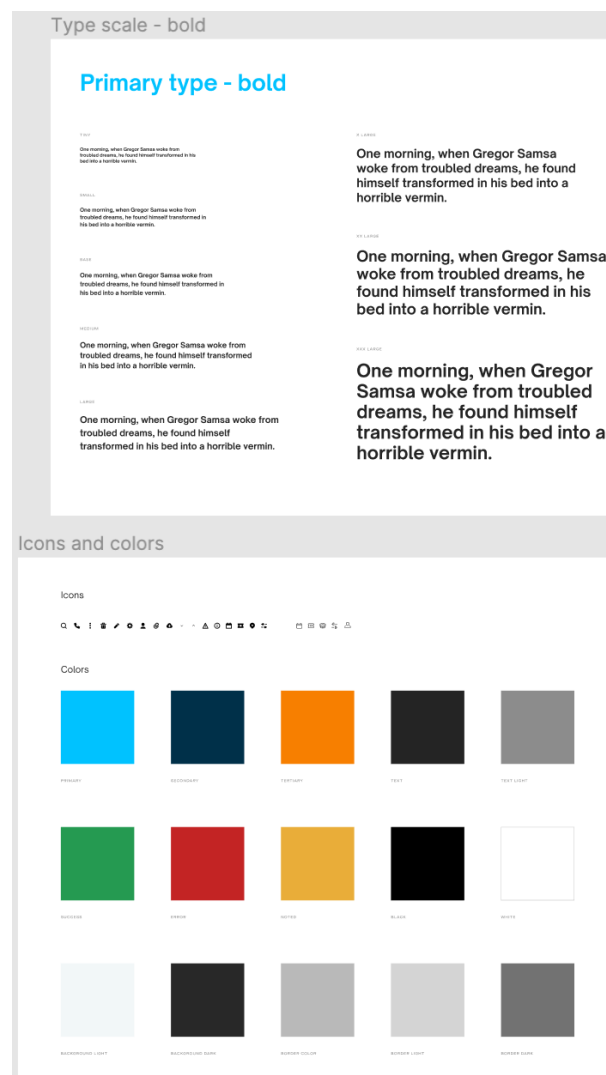 Type scale - bold
Primary type - bold
TINY
One morning, when Gregor Samsa woke from
troubled dreams, he found himself transformed in his
bed into a horrible vermin.
SMALL
One morning, when Gregor Samsa woke from
troubled dreams, he found himself transformed in
his bed into a horrible vermin.
BASE
One morning, when Gregor Samsa woke from
troubled dreams, he found himself transformed in
his bed into a horrible vermin.
MEDIUM
One morning, when Gregor Samsa woke from
troubled dreams, he found himself transformed
in his bed into a horrible vermin.
LARGE
One morning, when Gregor Samsa woke from
troubled dreams, he found himself
transformed in his bed into a horrible vermin.
X LARGE
One morning, when Gregor Samsa
woke from troubled dreams, he found
himself transformed in his bed into a
horrible vermin.
XX LARGE
One morning, when Gregor Samsa
woke from troubled dreams, he
found himself transformed in his
bed into a horrible vermin.
XXX LARGE
One morning, when Gregor
Samsa woke from troubled
dreams, he found himself
transformed in his bed into a
horrible vermin.
Icons and colors
Icons
Colors
PRIMARY
SECONDARY
TERTIARY
TEXT
TEXT LIGHT
SUCCESS
ERROR
NOTES
BLACK
WHITE
BACKGROUND LIGHT
BACKGROUND DARK
BORDER COLOR
BORDER LIGHT
BORDER DARK